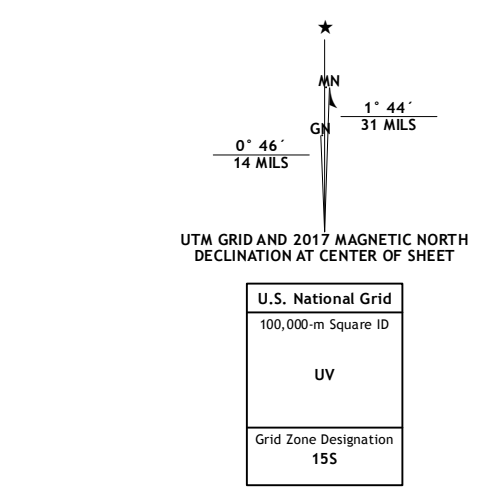 ★
MN
1° 44´
31 MILS
GN
0° 46´
14 MILS
UTM GRID AND 2017 MAGNETIC NORTH
DECLINATION AT CENTER OF SHEET
U.S. National Grid
100,000-m Square ID
UV
Grid Zone Designation
15S